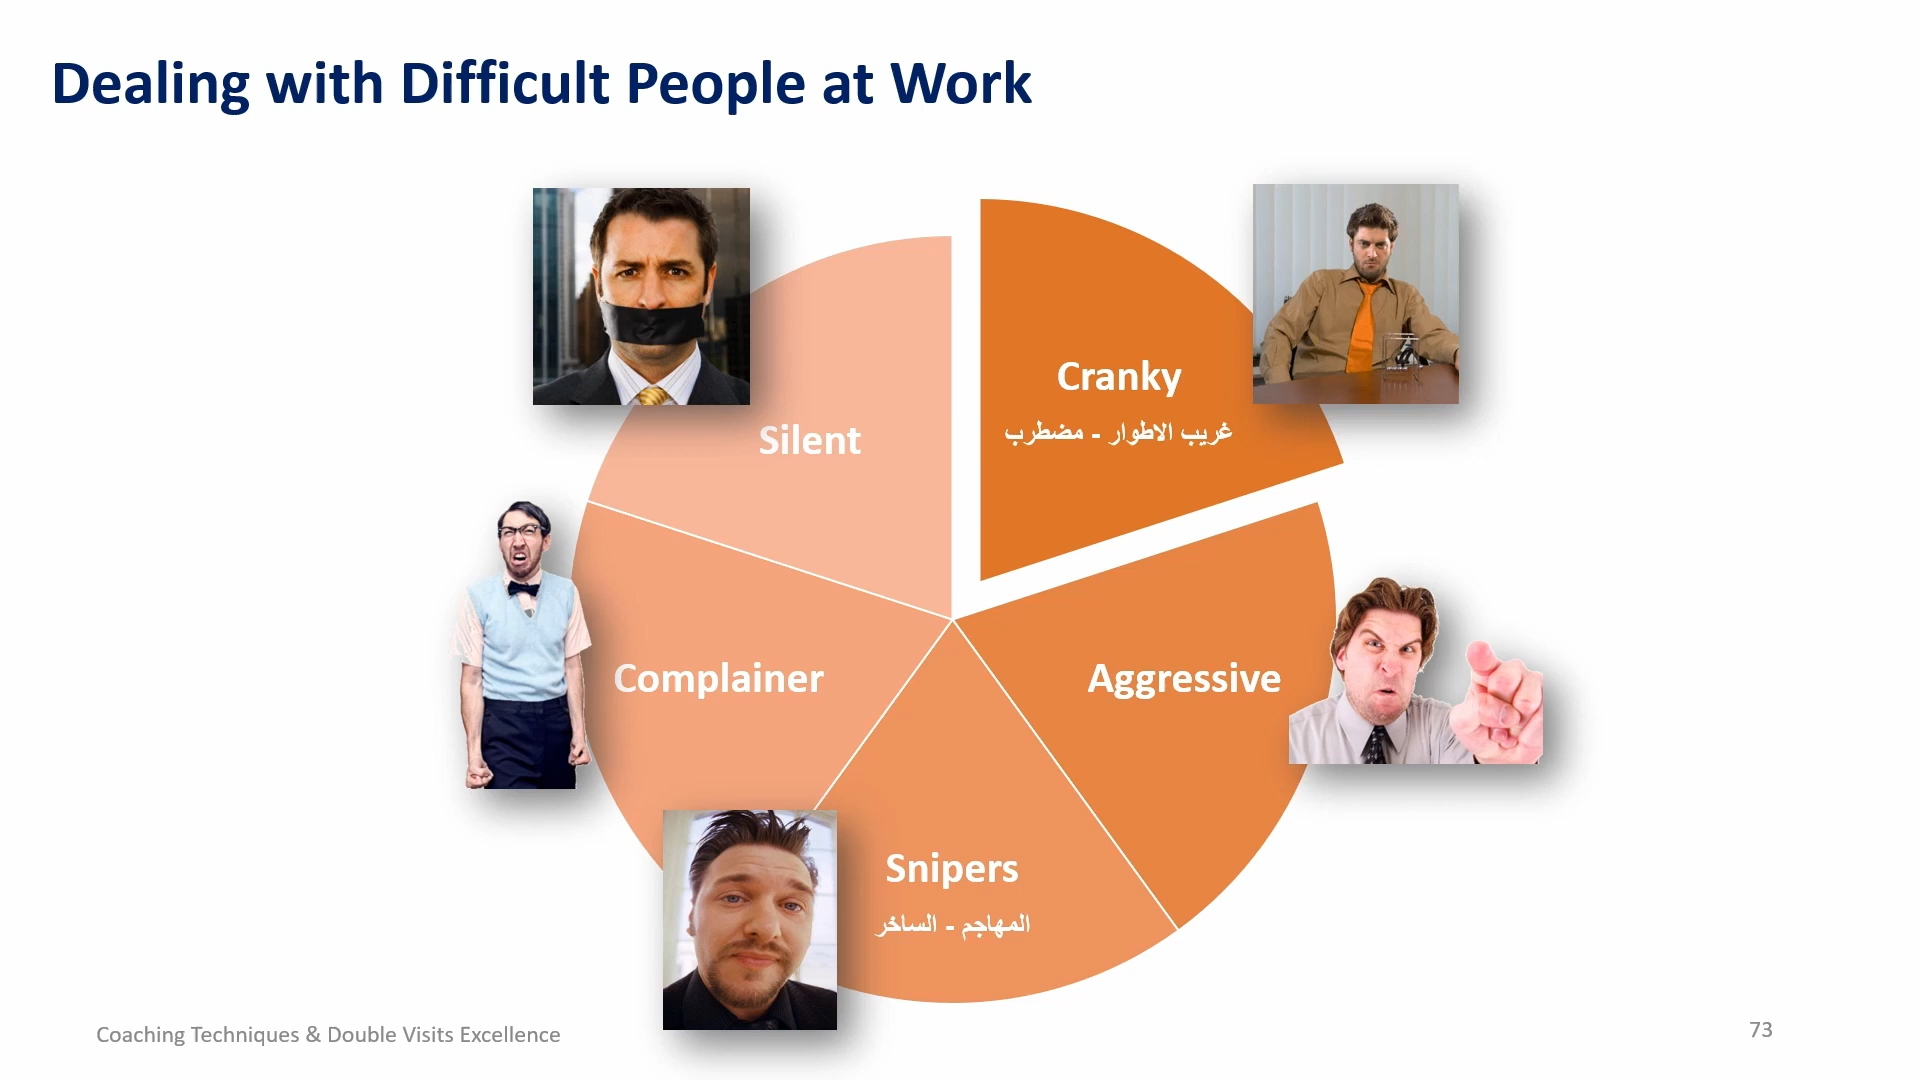 Dealing with Difficult People at Work
Silent
Cranky
غريب الاطوار - مضطرب
Complainer
Aggressive
Snipers
المهاجم - الساخر
Coaching Techniques & Double Visits Excellence
73